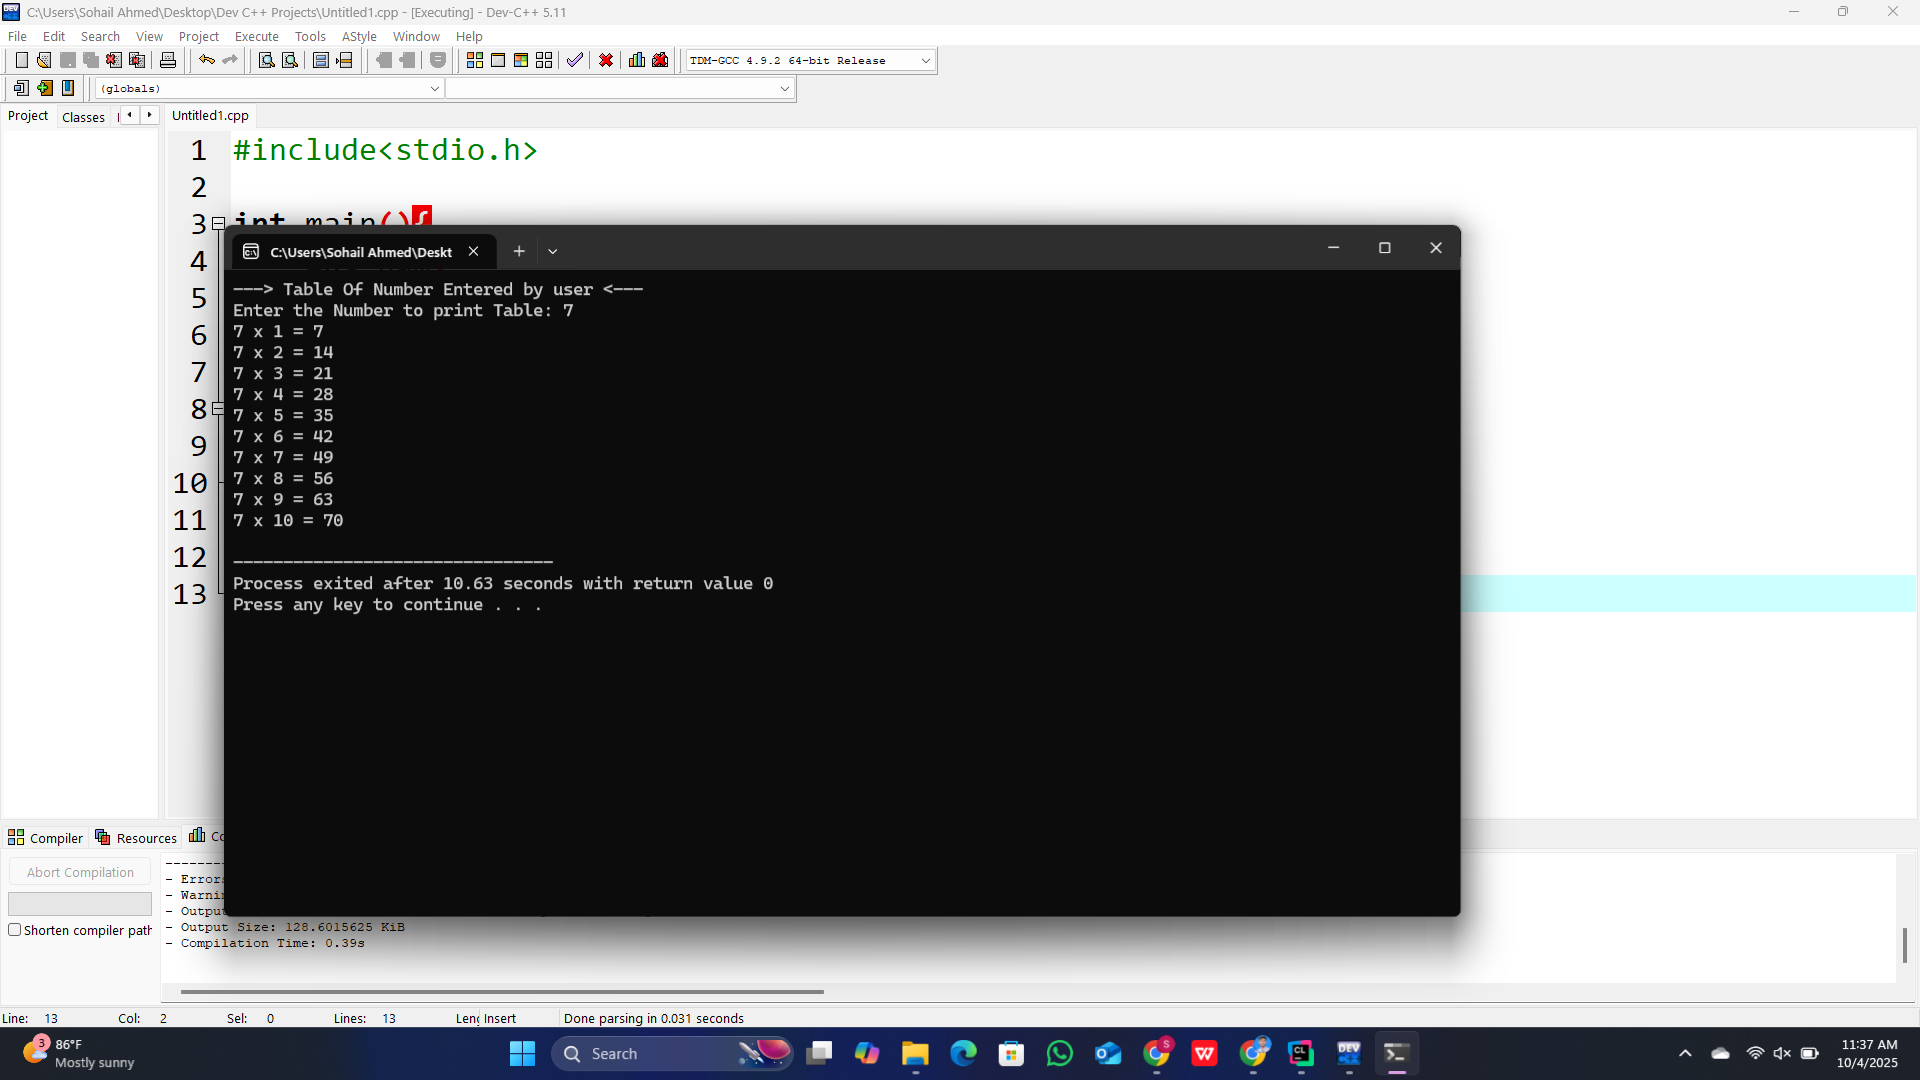 C:\Users\Sohail Ahmed\Desktop\Dev C++ Projects\Untitled1.cpp - [Executing] - Dev-C++ 5.11
File Edit Search View Project Execute Tools AStyle Window Help
TDM-GCC 4.9.2 64-bit Release
(globals)
Project Classes Untitled1.cpp
1 #include<stdio.h>
2
3 int main(){
4
5
6
7
8
9
10
11
12
13
C:\Users\Sohail Ahmed\Deskt
---> Table Of Number Entered by user <---
Enter the Number to print Table: 7
7 x 1 = 7
7 x 2 = 14
7 x 3 = 21
7 x 4 = 28
7 x 5 = 35
7 x 6 = 42
7 x 7 = 49
7 x 8 = 56
7 x 9 = 63
7 x 10 = 70
--------------------------------
Process exited after 10.63 seconds with return value 0
Press any key to continue . . .
Compiler Resources Co
Abort Compilation
Shorten compiler path
--------
- Errors
- Warnin
- Output
- Output Size: 128.6015625 KiB
- Compilation Time: 0.39s
Line: 13 Col: 2 Sel: 0 Lines: 13 Leng Insert Done parsing in 0.031 seconds
3
86°F
Mostly sunny
Search
S
W
CL
DEV
11:37 AM
10/4/2025